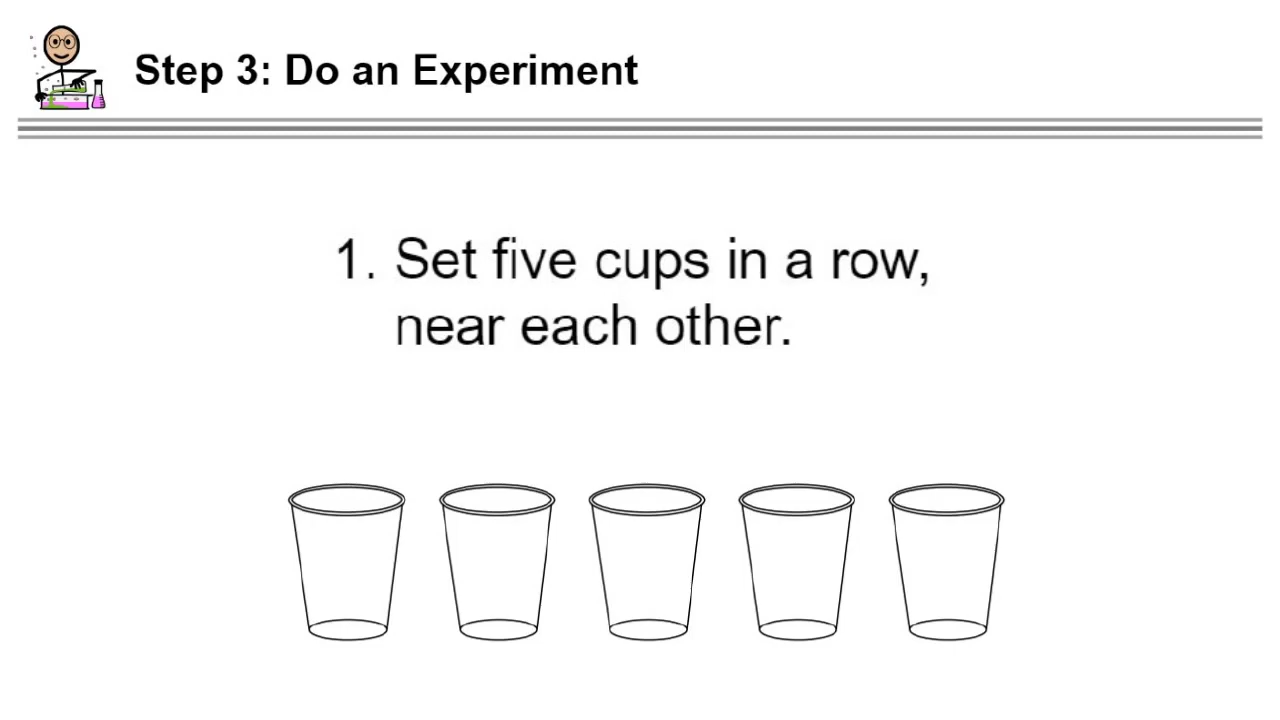 Step 3: Do an Experiment
1. Set five cups in a row,
near each other.